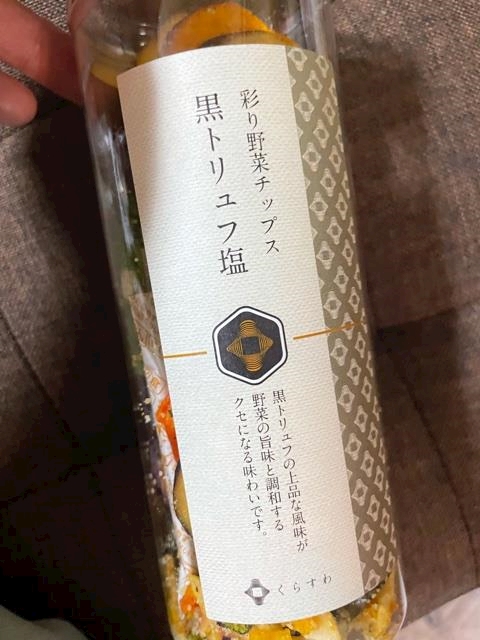 彩り野菜チップス
黒トリュフ塩
黒トリュフの上品な風味が
野菜の旨味と調和する
クセになる味わいです。
くらすわ